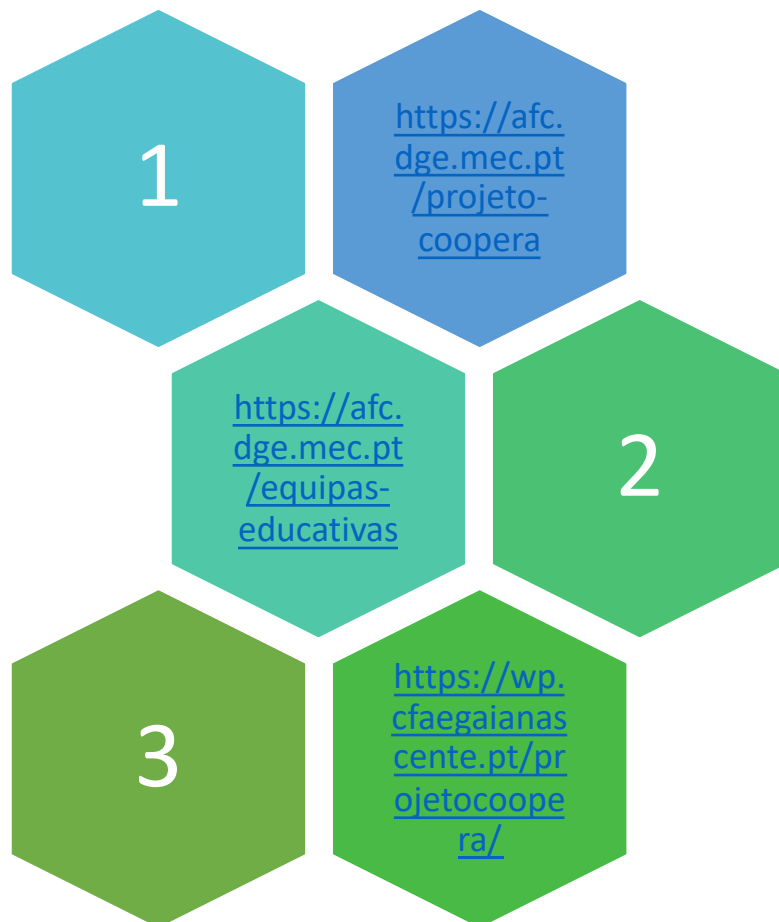 1
https://afc.
dge.mec.pt
/projeto-
coopera
https://afc.
dge.mec.pt
/equipas-
educativas
2
3
https://wp.
cfaegaianas
cente.pt/pr
ojetocoope
ra/